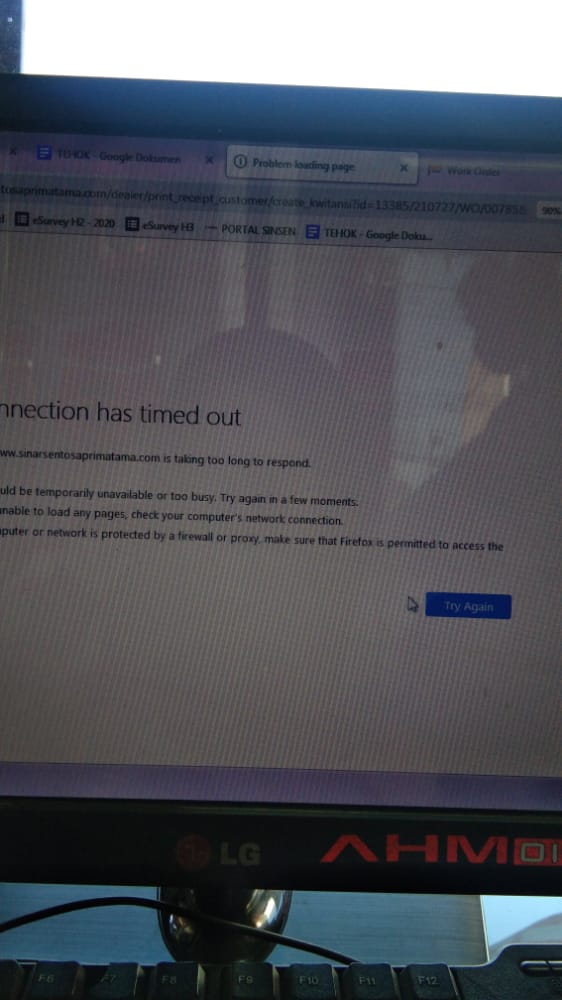 TEHOK - Google Dokumen
Problem loading page
Work Order
tosaprimatama.com/dealer/print_receipt_customer/create_kwitansi?id=13385/210727/WO/007858
90%
eSurvey H2 - 2020
eSurvey H3
PORTAL SINSEN
TEHOK - Google Doku...
nnection has timed out
ww.sinarsentosaprimatama.com is taking too long to respond.
uld be temporarily unavailable or too busy. Try again in a few moments.
nable to load any pages, check your computer's network connection.
puter or network is protected by a firewall or proxy, make sure that Firefox is permitted to access the
Try Again
LG
AHM
F6
F7
F8
F9
F10
F11
F12